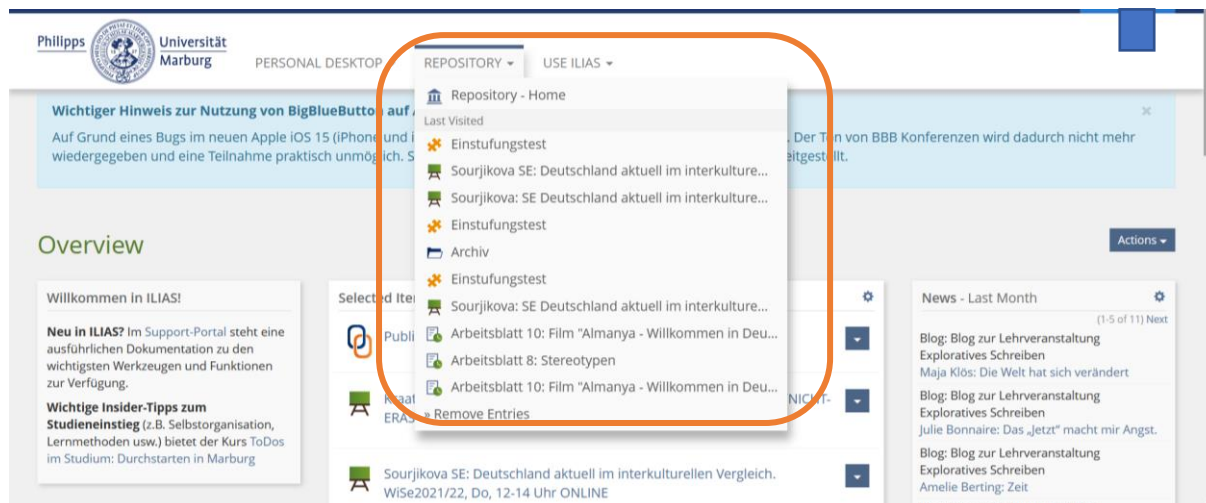 Philipps Universität
Marburg
PERSONAL DESKTOP
REPOSITORY
USE ILIAS
Repository - Home
Last Visited
Einstufungstest
Sourjikova SE: Deutschland aktuell im interkulture...
Sourjikova: SE Deutschland aktuell im interkulture...
Einstufungstest
Archiv
Einstufungstest
Sourjikova: SE Deutschland aktuell im interkulture...
Arbeitsblatt 10: Film "Almanya - Willkommen in Deu...
Arbeitsblatt 8: Stereotypen
Arbeitsblatt 10: Film "Almanya - Willkommen in Deu...
» Remove Entries
Wichtiger Hinweis zur Nutzung von BigBlueButton auf
Auf Grund eines Bugs im neuen Apple iOS 15 (iPhone und
. Der Ton von BBB Konferenzen wird dadurch nicht mehr
wiedergegeben und eine Teilnahme praktisch unmöglich. S
eitgestellt.
Overview
Actions
Willkommen in ILIAS!
Neu in ILIAS? Im Support-Portal steht eine
ausführlichen Dokumentation zu den
wichtigsten Werkzeugen und Funktionen
zur Verfügung.
Wichtige Insider-Tipps zum
Studieneinstieg (z.B. Selbstorganisation,
Lernmethoden usw.) bietet der Kurs ToDos
im Studium: Durchstarten in Marburg
Selected Ite
Publi
Kraat
NICHT-
ERAS
Sourjikova SE: Deutschland aktuell im interkulturellen Vergleich.
WiSe2021/22, Do, 12-14 Uhr ONLINE
News - Last Month
(1-5 of 11) Next
Blog: Blog zur Lehrveranstaltung
Exploratives Schreiben
Maja Klös: Die Welt hat sich verändert
Blog: Blog zur Lehrveranstaltung
Exploratives Schreiben
Julie Bonnaire: Das „Jetzt" macht mir Angst.
Blog: Blog zur Lehrveranstaltung
Exploratives Schreiben
Amelie Berting: Zeit